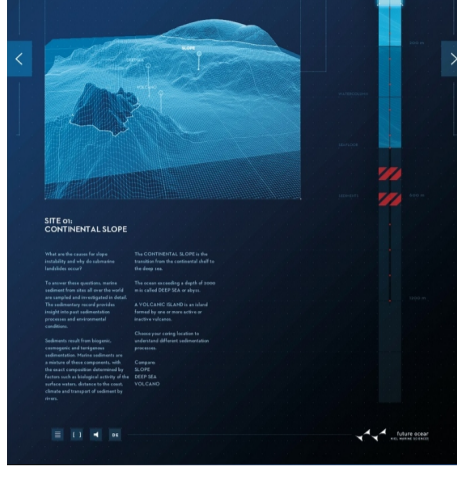 SLOPE
VOLCANO
SITE 01:
CONTINENTAL SLOPE
What are the causes for slope
instability and why do submarine
landslides occur?
To answer these questions, marine
sediment from sites all over the world
are sampled and investigated in detail.
The sedimentary record provides
insight into past sedimentation
processes and environmental
conditions.
Sediments result from biogenic,
cosmogenic and terrigenous
sedimentation. Marine sediments are
a mixture of these components, with
the exact composition determined by
factors such as biological activity of the
surface waters, distance to the coast,
climate and transport of sediment by
rivers.
The CONTINENTAL SLOPE is the
transition from the continental shelf to
the deep sea.
The ocean exceeding a depth of 2000
m is called DEEP SEA or abyss.
A VOLCANIC ISLAND is an island
formed by one or more active or
inactive volcanos.
Choose your coring location to
understand different sedimentation
processes.
Compare:
SLOPE
DEEP SEA
VOLCANO
future ocean
KIEL MARINE SCIENCES